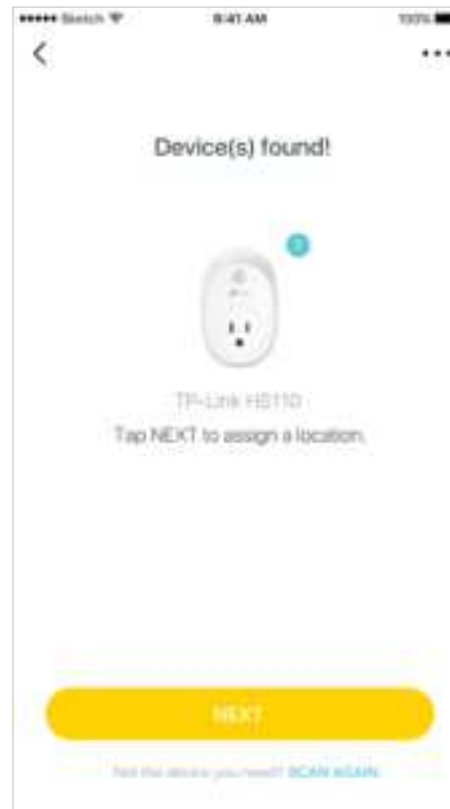 Sketch 9:41 AM 100%
Device(s) found!
TP-Link HS110
Tap NEXT to assign a location.
NEXT
Not the device you need? SCAN AGAIN